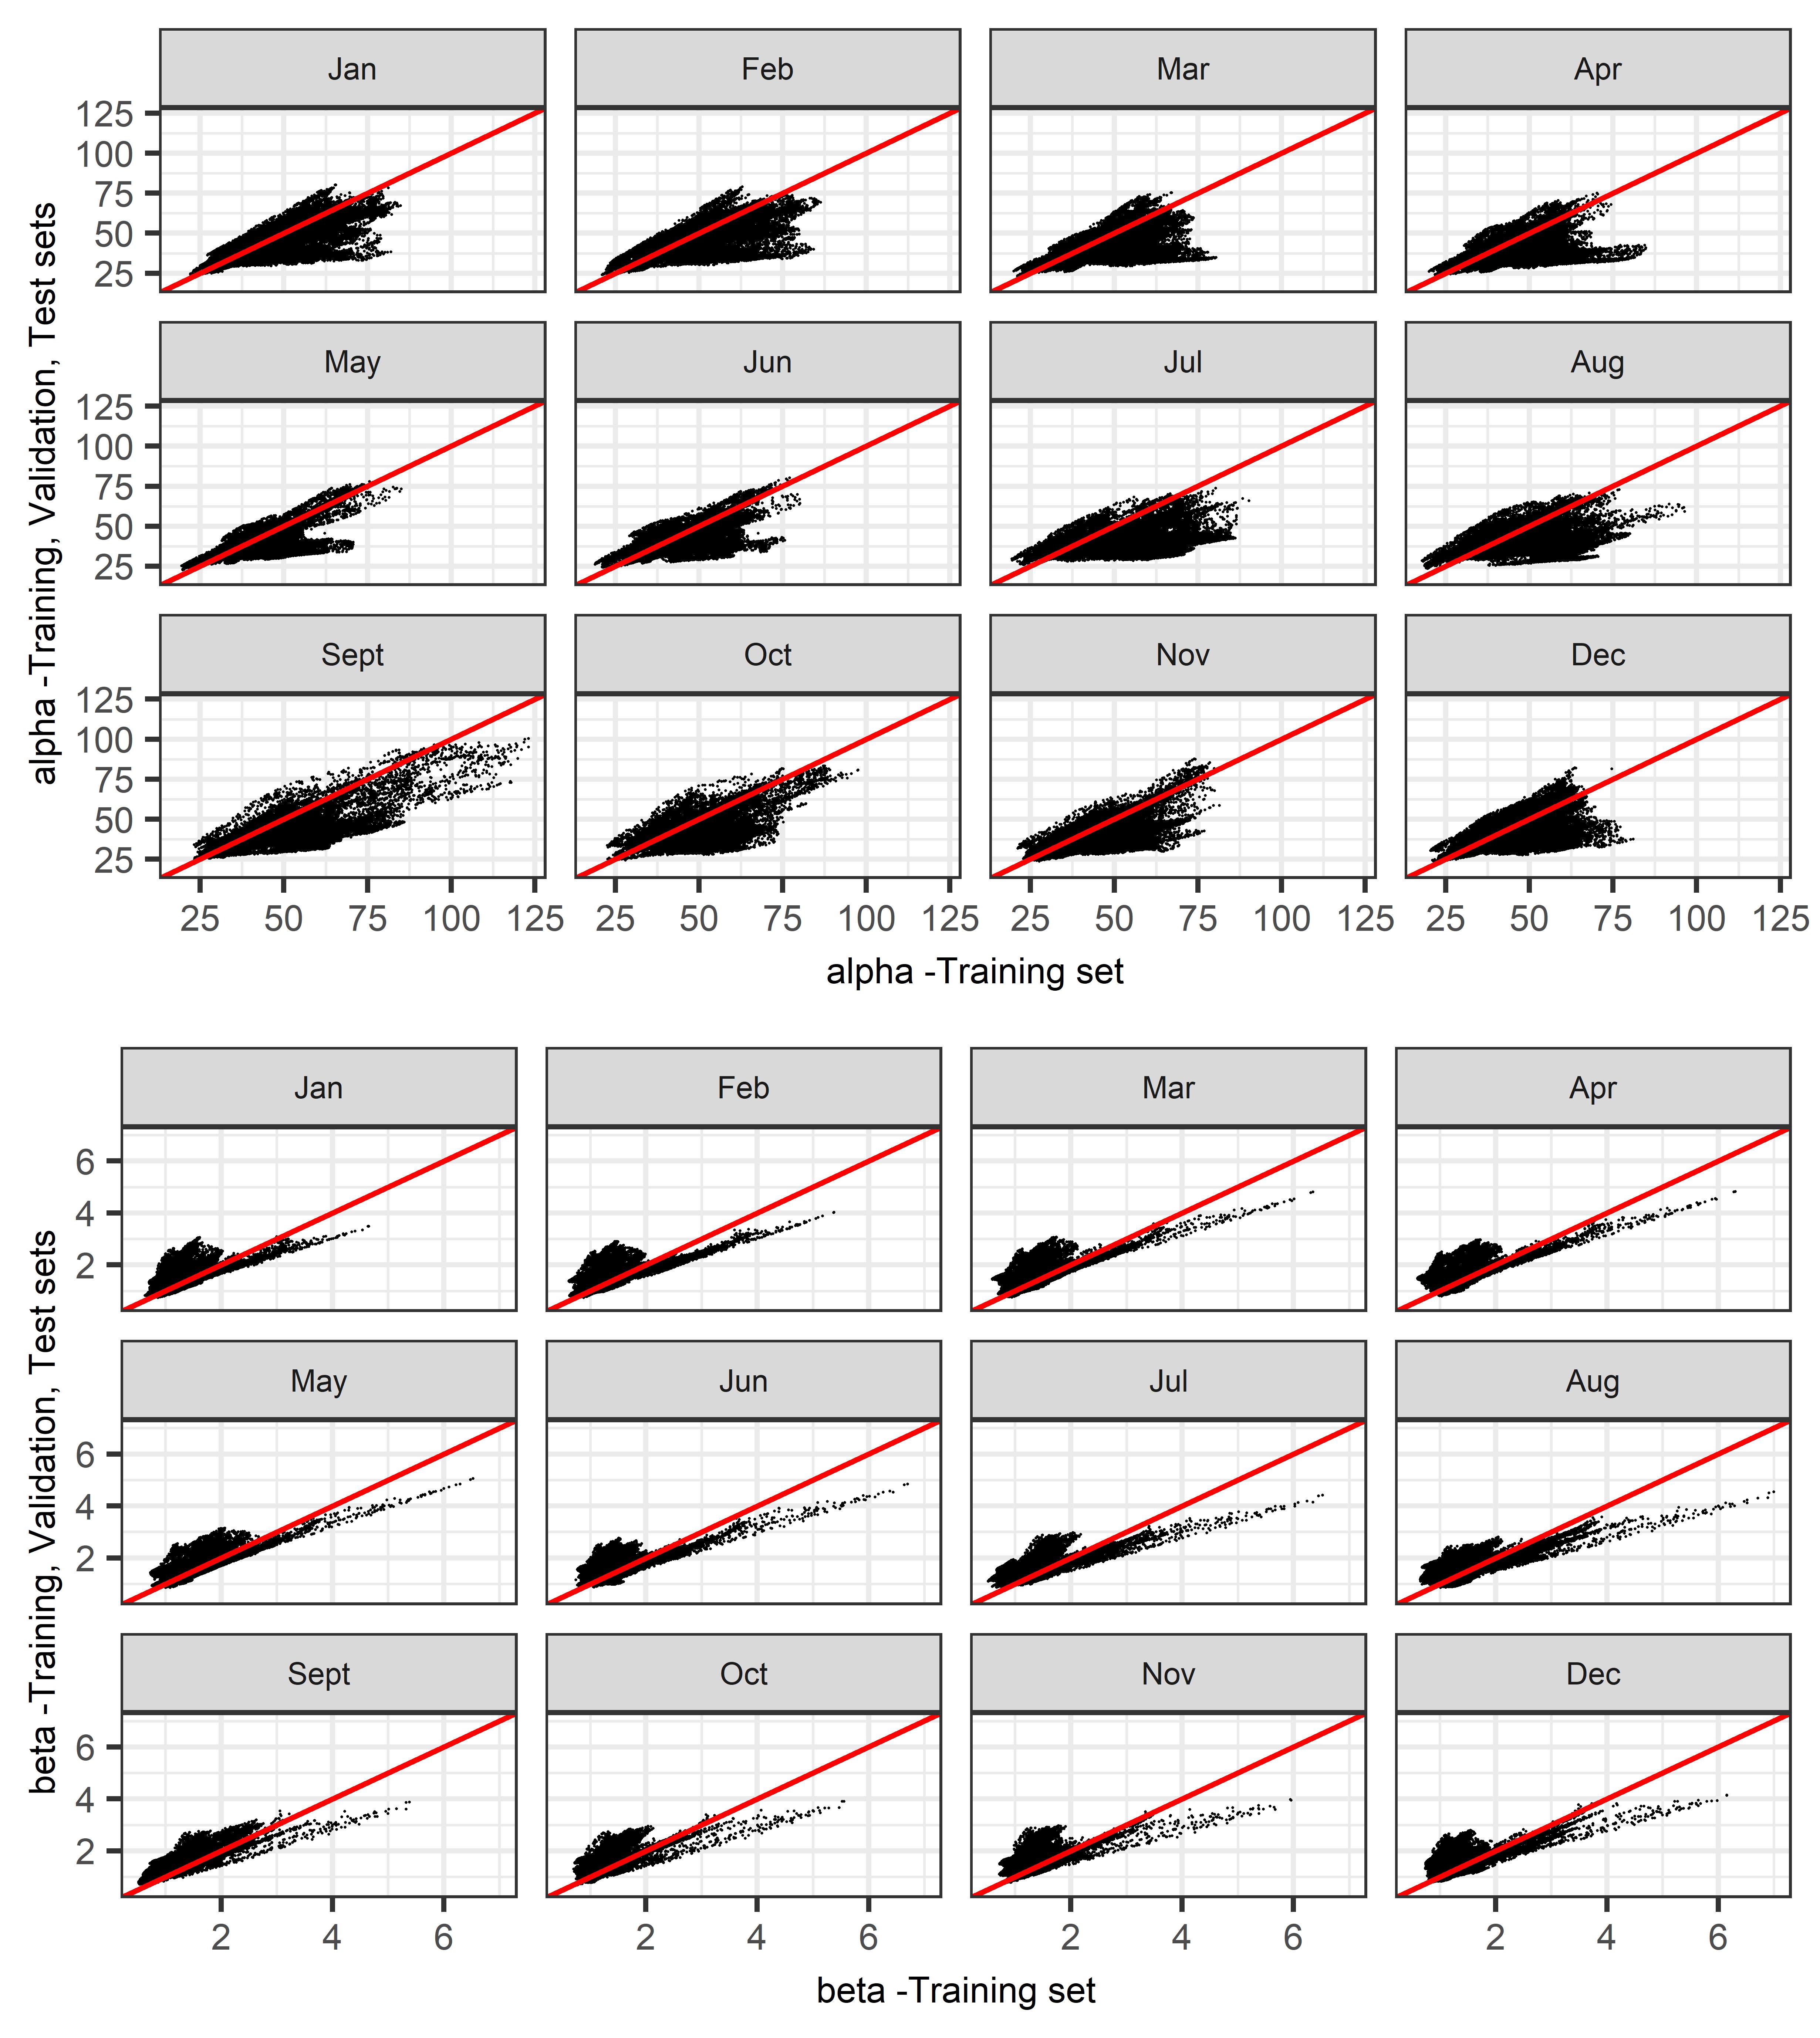 alpha -Training, Validation, Test sets
Jan Feb Mar Apr
125
100
75
50
25
May Jun Jul Aug
125
100
75
50
25
Sept Oct Nov Dec
125
100
75
50
25
25 50 75 100 125 25 50 75 100 125 25 50 75 100 125 25 50 75 100 125
alpha -Training set
beta -Training, Validation, Test sets
Jan Feb Mar Apr
6
4
2
May Jun Jul Aug
6
4
2
Sept Oct Nov Dec
6
4
2
2 4 6 2 4 6 2 4 6 2 4 6
beta -Training set